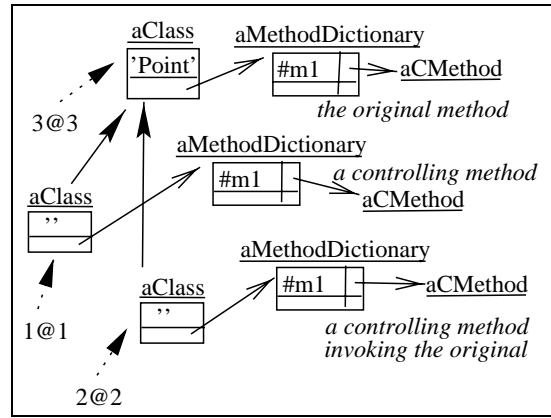 aClass
aMethodDictionary
'Point'
#m1
aCMethod
the original method
3@3
aMethodDictionary
a controlling method
#m1
aCMethod
aClass
''
aMethodDictionary
aClass
#m1
aCMethod
''
1@1
a controlling method
invoking the original
2@2